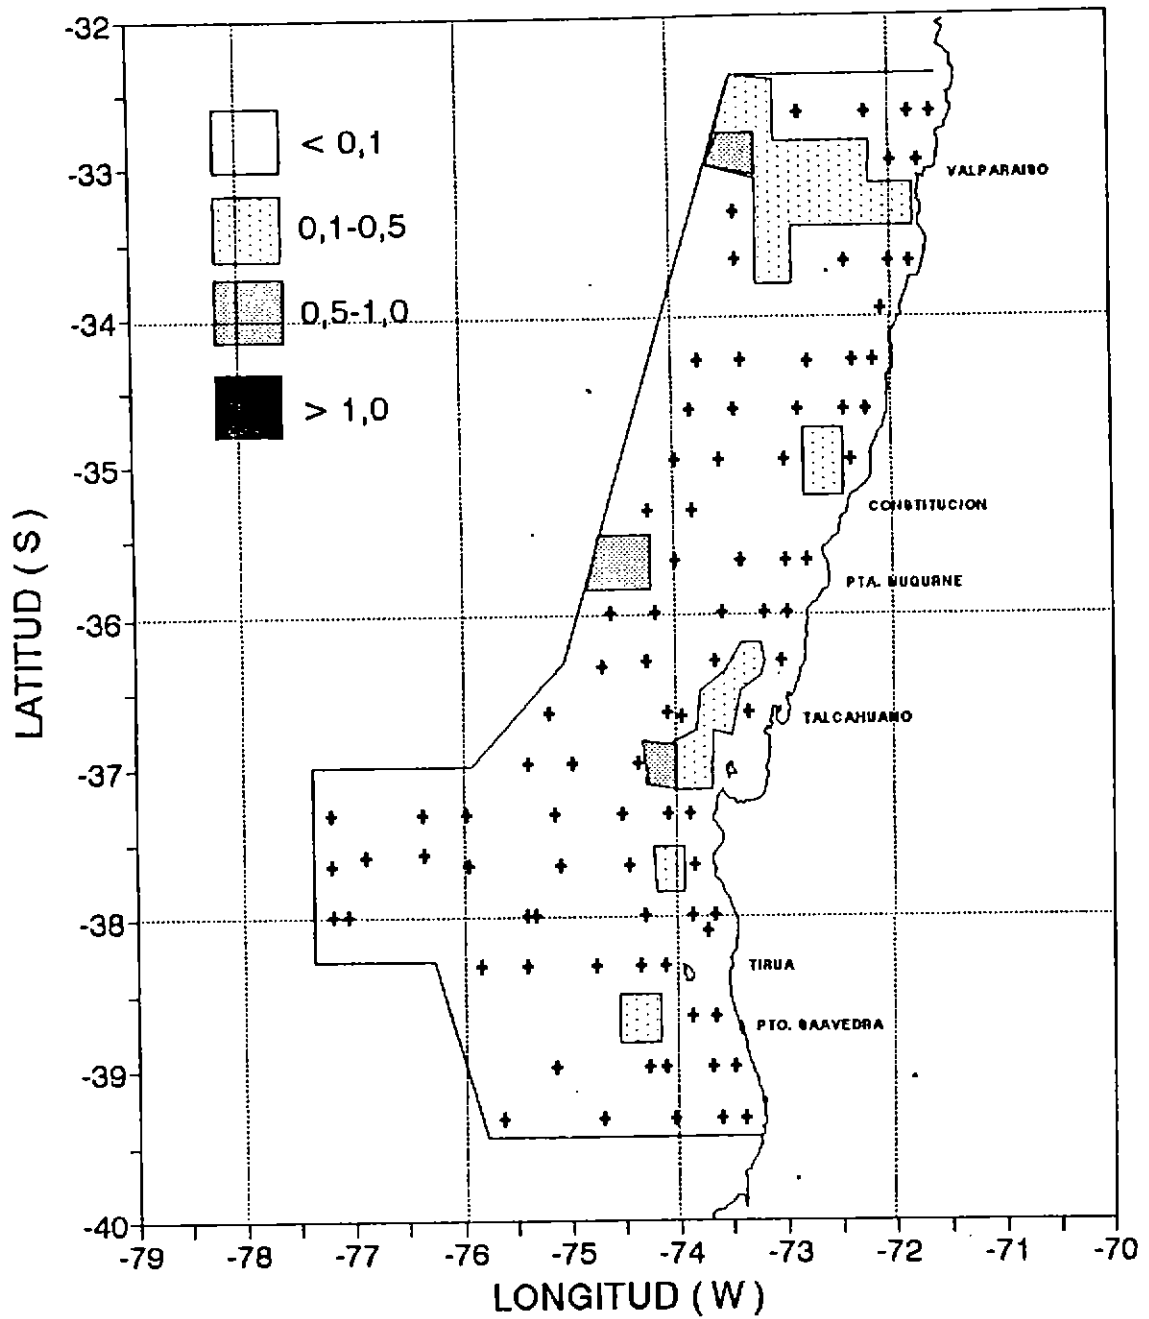 -32
-33
-34
-35
-36
-37
-38
-39
-40
LATITUD ( S )
< 0,1
0,1-0,5
0,5-1,0
> 1,0
VALPARAISO
CONSTITUCION
PTA. NUQURNE
TALCAHUANO
TIRUA
PTO. SAAVEDRA
-79 -78 -77 -76 -75 -74 -73 -72 -71 -70
LONGITUD ( W )